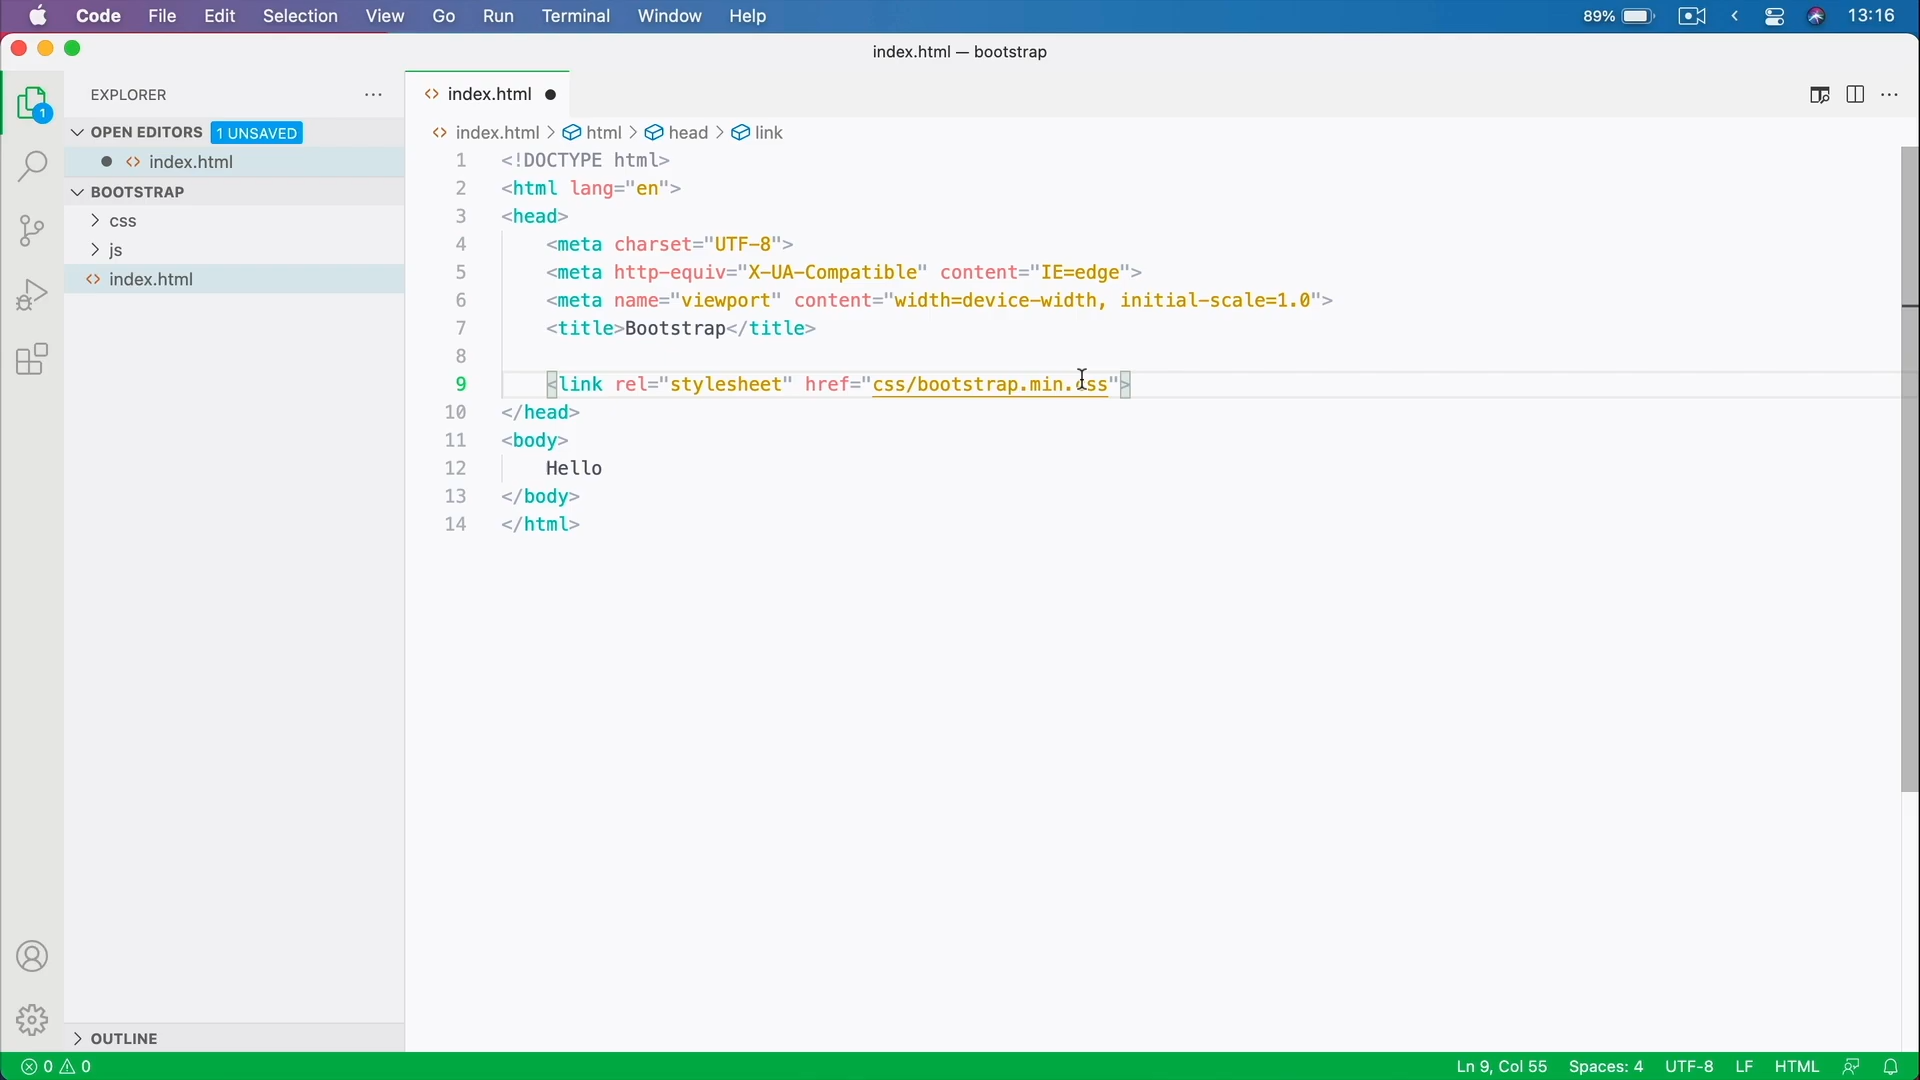 Code File Edit Selection View Go Run Terminal Window Help 89% 13:16
index.html — bootstrap
EXPLORER
1
OPEN EDITORS 1 UNSAVED
index.html
BOOTSTRAP
css
js
index.html
OUTLINE
index.html
index.html > html > head > link
1 <!DOCTYPE html>
2 <html lang="en">
3 <head>
4 <meta charset="UTF-8">
5 <meta http-equiv="X-UA-Compatible" content="IE=edge">
6 <meta name="viewport" content="width=device-width, initial-scale=1.0">
7 <title>Bootstrap</title>
8
9 <link rel="stylesheet" href="css/bootstrap.min.css">
10 </head>
11 <body>
12 Hello
13 </body>
14 </html>
0 0 Ln 9, Col 55 Spaces: 4 UTF-8 LF HTML